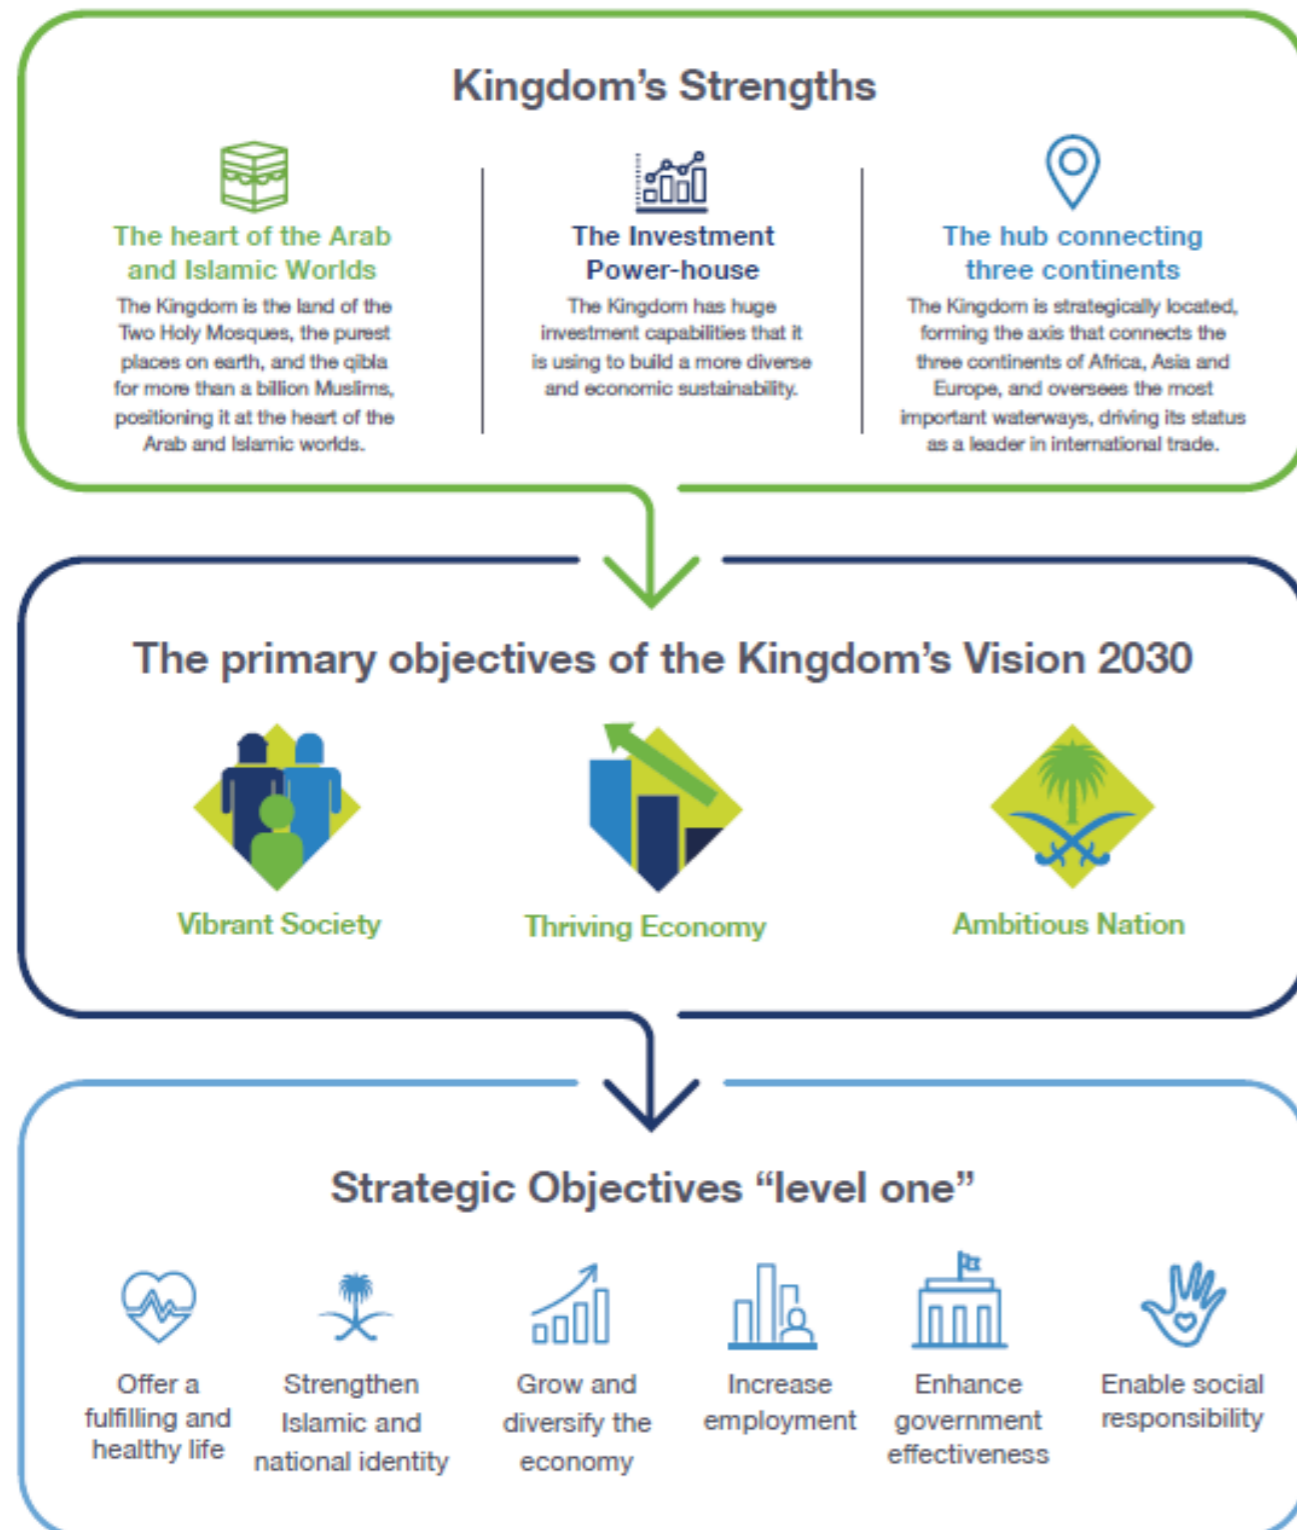 Kingdom's Strengths
The heart of the Arab
and Islamic Worlds
The Kingdom is the land of the
Two Holy Mosques, the purest
places on earth, and the qibla
for more than a billion Muslims,
positioning it at the heart of the
Arab and Islamic worlds.
The Investment
Power-house
The Kingdom has huge
investment capabilities that it
is using to build a more diverse
and economic sustainability.
The hub connecting
three continents
The Kingdom is strategically located,
forming the axis that connects the
three continents of Africa, Asia and
Europe, and oversees the most
important waterways, driving its status
as a leader in international trade.
The primary objectives of the Kingdom's Vision 2030
Vibrant Society
Thriving Economy
Ambitious Nation
Strategic Objectives “level one”
Offer a
fulfilling and
healthy life
Strengthen
Islamic and
national identity
Grow and
diversify the
economy
Increase
employment
Enhance
government
effectiveness
Enable social
responsibility